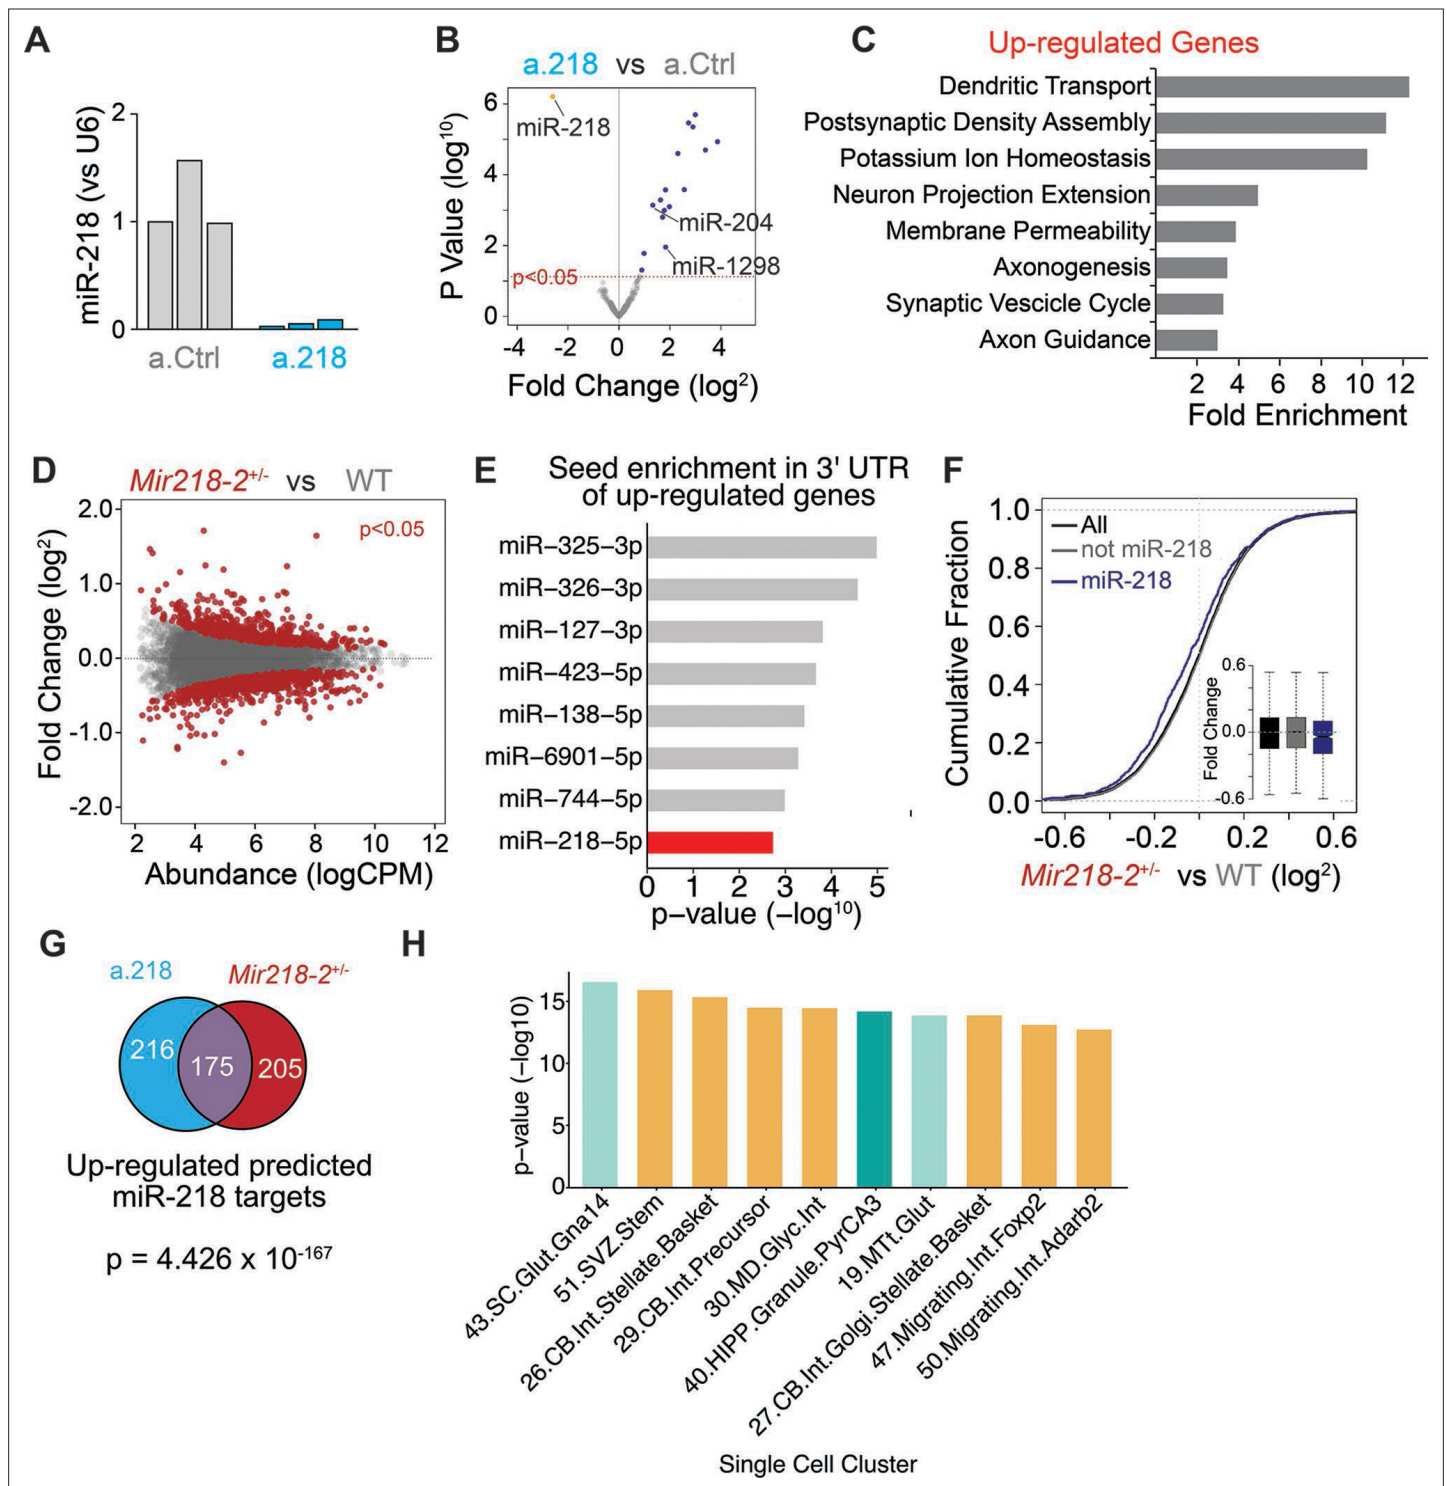 A
miR-218 (vs U6)
2
1
0
a.Ctrl
a.218
B
a.218 vs a.Ctrl
P Value (log10)
6
4
2
0
miR-218
miR-204
miR-1298
p<0.05
-4 -2 0 2 4
Fold Change (log2)
C
Up-regulated Genes
Dendritic Transport
Postsynaptic Density Assembly
Potassium Ion Homeostasis
Neuron Projection Extension
Membrane Permeability
Axonogenesis
Synaptic Vescicle Cycle
Axon Guidance
2 4 6 8 10 12
Fold Enrichment
D
Mir218-2+/- vs WT
p<0.05
Fold Change (log2)
2.0
1.0
0.0
-1.0
-2.0
2 4 6 8 10 12
Abundance (logCPM)
E
Seed enrichment in 3' UTR
of up-regulated genes
miR−325−3p
miR−326−3p
miR−127−3p
miR−423−5p
miR−138−5p
miR−6901−5p
miR−744−5p
miR−218−5p
0 1 2 3 4 5
p−value (−log10)
F
Cumulative Fraction
1.0
0.8
0.6
0.4
0.2
0.0
All
not miR-218
miR-218
Fold Change
0.6
0.0
-0.6
-0.6 -0.2 0.2 0.6
Mir218-2+/- vs WT (log2)
G
a.218
Mir218-2+/-
216
175
205
Up-regulated predicted
miR-218 targets
p = 4.426 x 10-167
H
p−value (−log10)
15
10
5
0
43.SC.Glut.Gna14
51.SVZ.Stem
26.CB.Int.Stellate.Basket
29.CB.Int.Precursor
30.MD.Glyc.Int
40.HIPP.Granule.PyrCA3
19.MTt.Glut
27.CB.Int.Golgi.Stellate.Basket
47.Migrating.Int.Foxp2
50.Migrating.Int.Adarb2
Single Cell Cluster